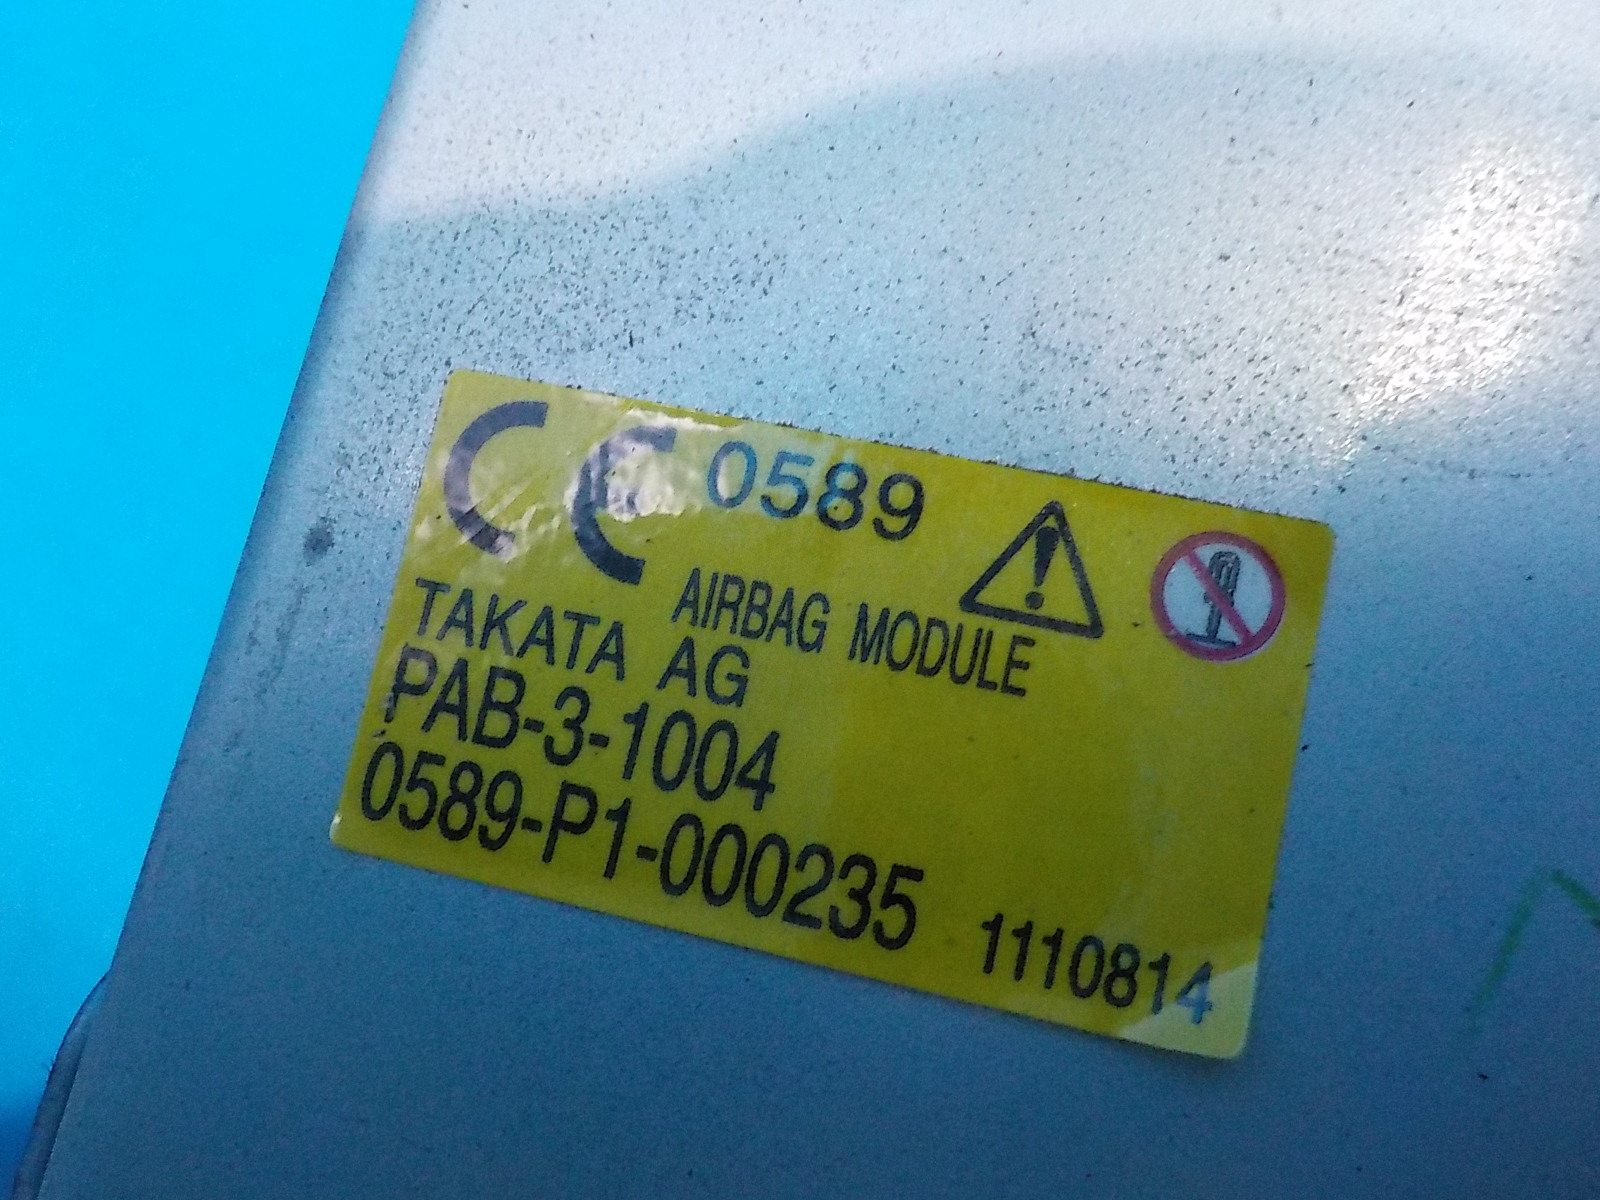 CE 0589
AIRBAG MODULE
TAKATA AG
PAB-3-1004
0589-P1-000235
1110814